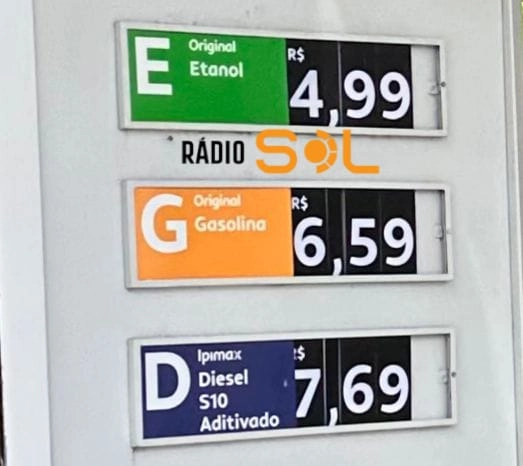 E
Original
Etanol
R$
4,99
RÁDIO SOL
G
Original
Gasolina
R$
6,59
D
Ipimax
Diesel
S10
Aditivado
$
7,69